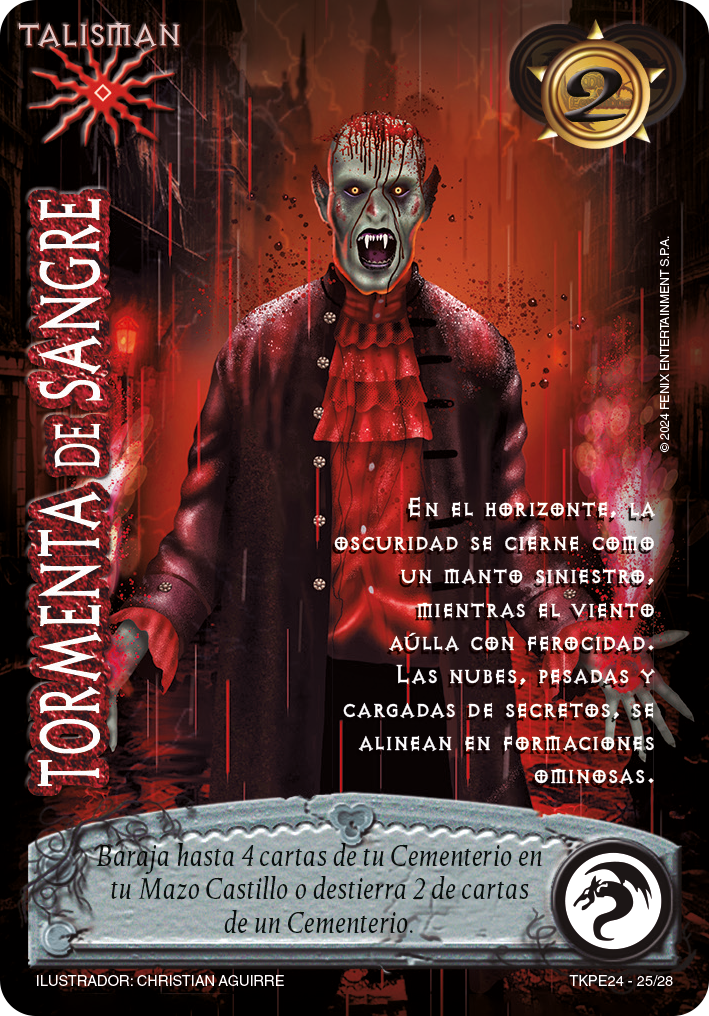 TALISMAN
2
TORMENTA DE SANGRE
© 2024 FENIX ENTERTAINMENT S.P.A.
En el horizonte, la
oscuridad se cierne como
un manto siniestro,
mientras el viento
aúlla con ferocidad.
Las nubes, pesadas y
cargadas de secretos, se
alinean en formaciones
ominosas.
Baraja hasta 4 cartas de tu Cementerio en
tu Mazo Castillo o destierra 2 de cartas
de un Cementerio.
ILUSTRADOR: CHRISTIAN AGUIRRE
TKPE24 - 25/28